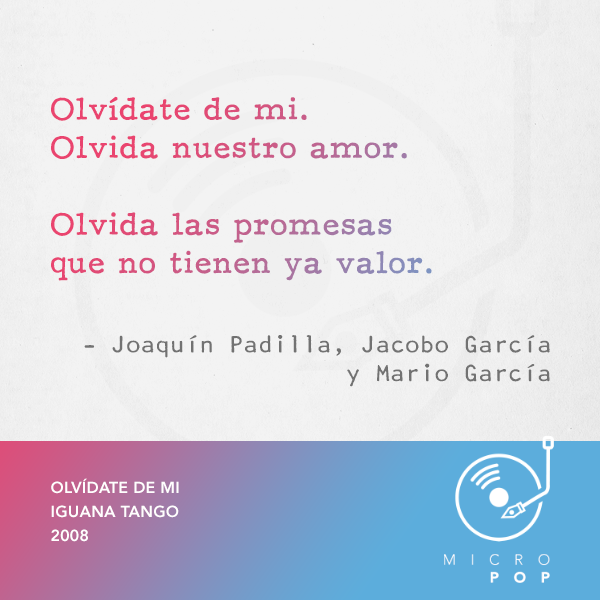 Olvídate de mi.
Olvida nuestro amor.
Olvida las promesas
que no tienen ya valor.
– Joaquín Padilla, Jacobo García
y Mario García
OLVÍDATE DE MI
IGUANA TANGO
2008
MICRO
POP